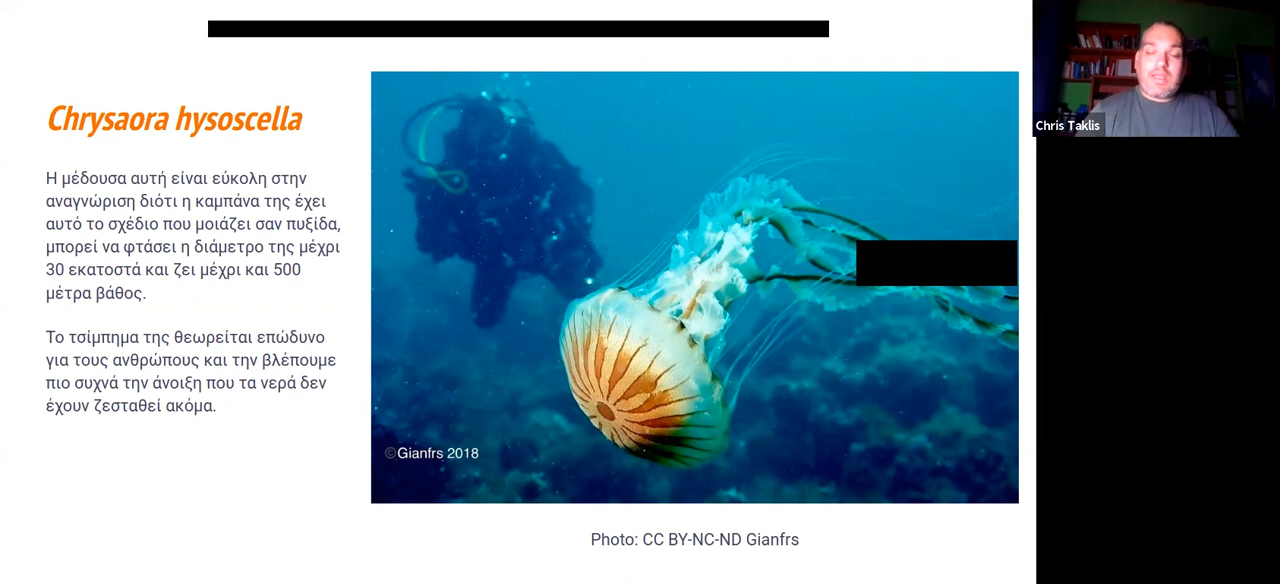 Chrysaora hysoscella
Η μέδουσα αυτή είναι εύκολη στην
αναγνώριση διότι η καμπάνα της έχει
αυτό το σχέδιο που μοιάζει σαν πυξίδα,
μπορεί να φτάσει η διάμετρο της μέχρι
30 εκατοστά και ζει μέχρι και 500
μέτρα βάθος.
Το τσίμπημα της θεωρείται επώδυνο
για τους ανθρώπους και την βλέπουμε
πιο συχνά την άνοιξη που τα νερά δεν
έχουν ζεσταθεί ακόμα.
©Gianfrs 2018
Photo: CC BY-NC-ND Gianfrs
Chris Taklis